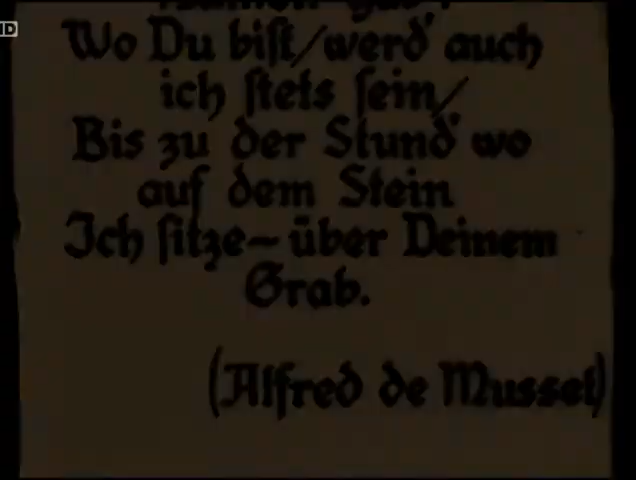 Wo Du bist/werd' auch
ich stets sein/
Bis zu der Stund' wo
auf dem Stein
Ich sitze- über Deinem
Grab.
(Alfred de Musset)